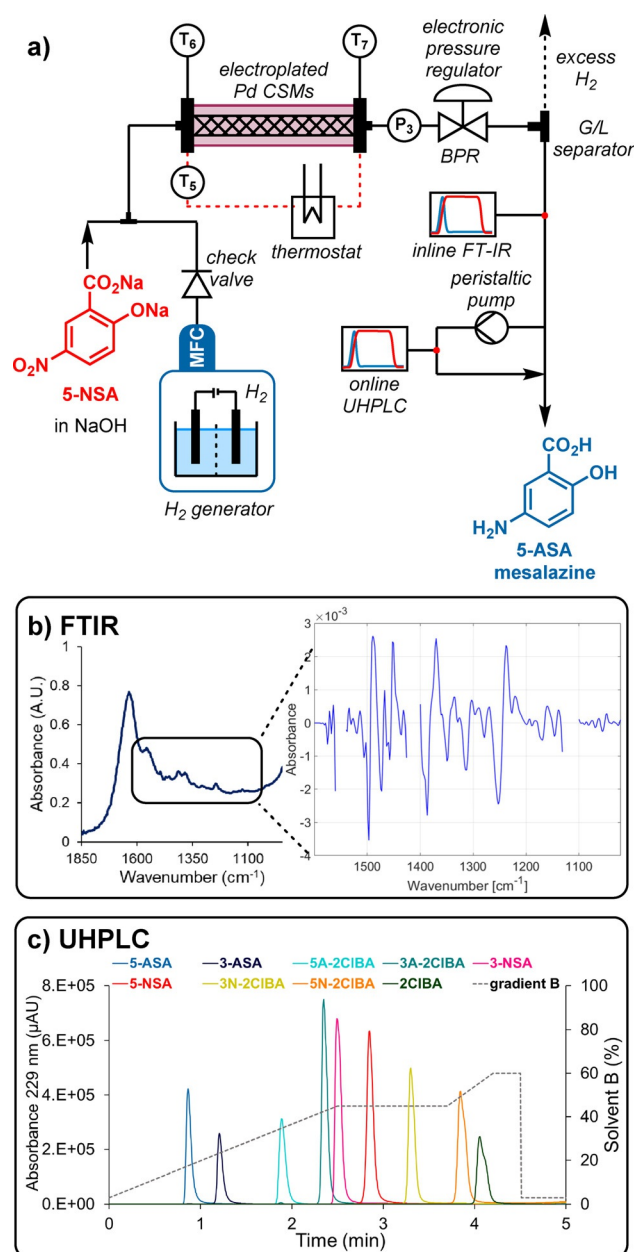 a)
T6
T7
electronic
pressure
regulator
excess
H2
electroplated
Pd CSMs
P3
G/L
separator
BPR
T5
thermostat
inline FT-IR
check
valve
peristaltic
pump
CO2Na
ONa
O2N
5-NSA
in NaOH
MFC
H2
H2 generator
online
UHPLC
CO2H
OH
H2N
5-ASA
mesalazine
b) FTIR
Absorbance (A.U.)
1
0.8
0.6
0.4
0.2
0
1850
1600
1350
1100
Wavenumber (cm-1)
×10-3
Absorbance
3
2
1
0
-1
-2
-3
-4
1500
1400
1300
1200
1100
Wavenumber [cm-1]
c) UHPLC
5-ASA
3-ASA
5A-2ClBA
3A-2ClBA
3-NSA
5-NSA
3N-2ClBA
5N-2ClBA
2ClBA
gradient B
Absorbance 229 nm (µAU)
8.E+05
6.E+05
4.E+05
2.E+05
0.E+00
100
80
60
40
20
0
Solvent B (%)
0
1
2
3
4
5
Time (min)